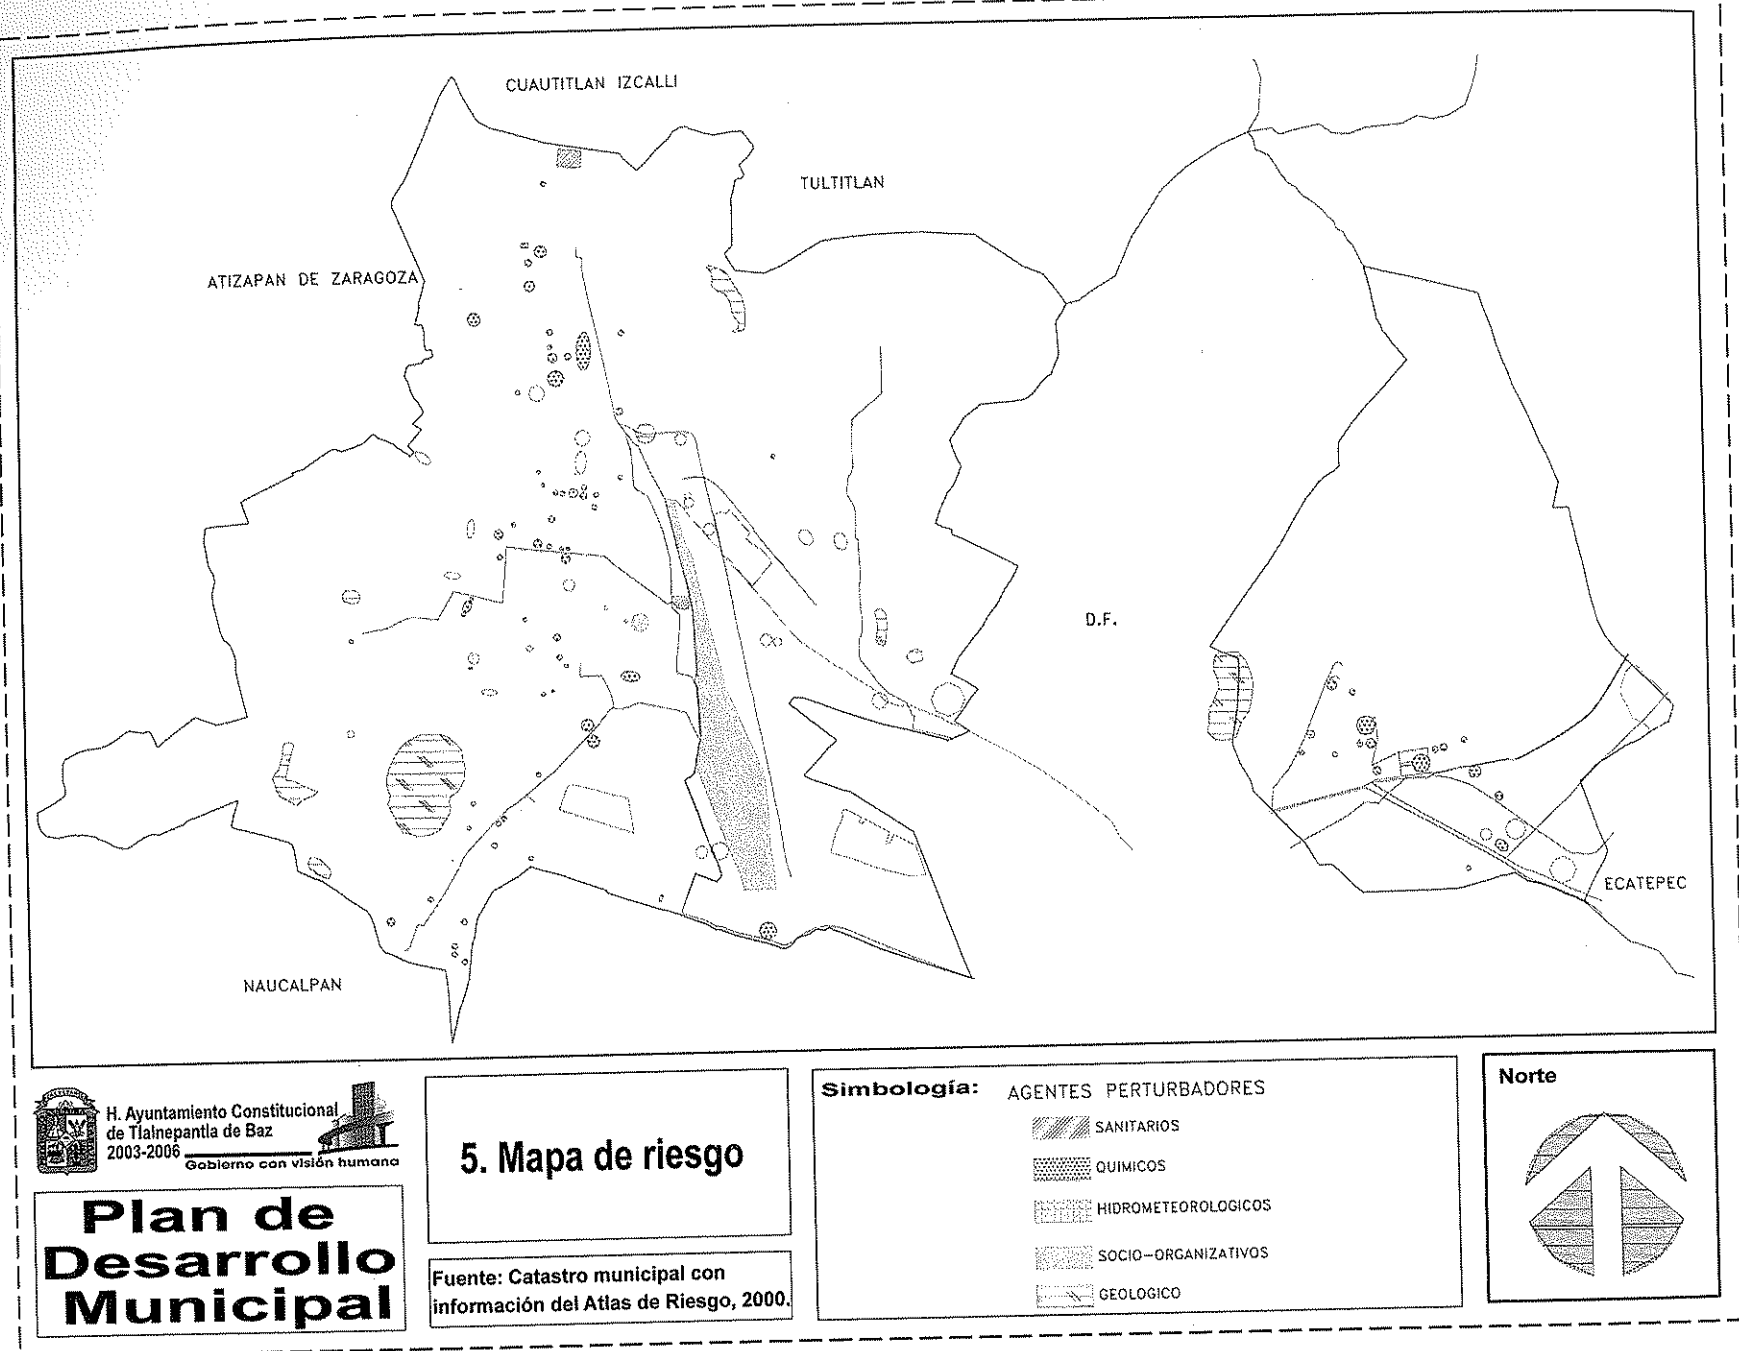 CUAUTITLAN IZCALLI
TULTITLAN
ATIZAPAN DE ZARAGOZA
D.F.
ECATEPEC
NAUCALPAN
H. Ayuntamiento Constitucional
de Tlalnepantla de Baz
2003-2006
Gobierno con visión humana
Plan de
Desarrollo
Municipal
5. Mapa de riesgo
Fuente: Catastro municipal con
información del Atlas de Riesgo, 2000.
Simbología: AGENTES PERTURBADORES
SANITARIOS
QUIMICOS
HIDROMETEOROLOGICOS
SOCIO-ORGANIZATIVOS
GEOLOGICO
Norte